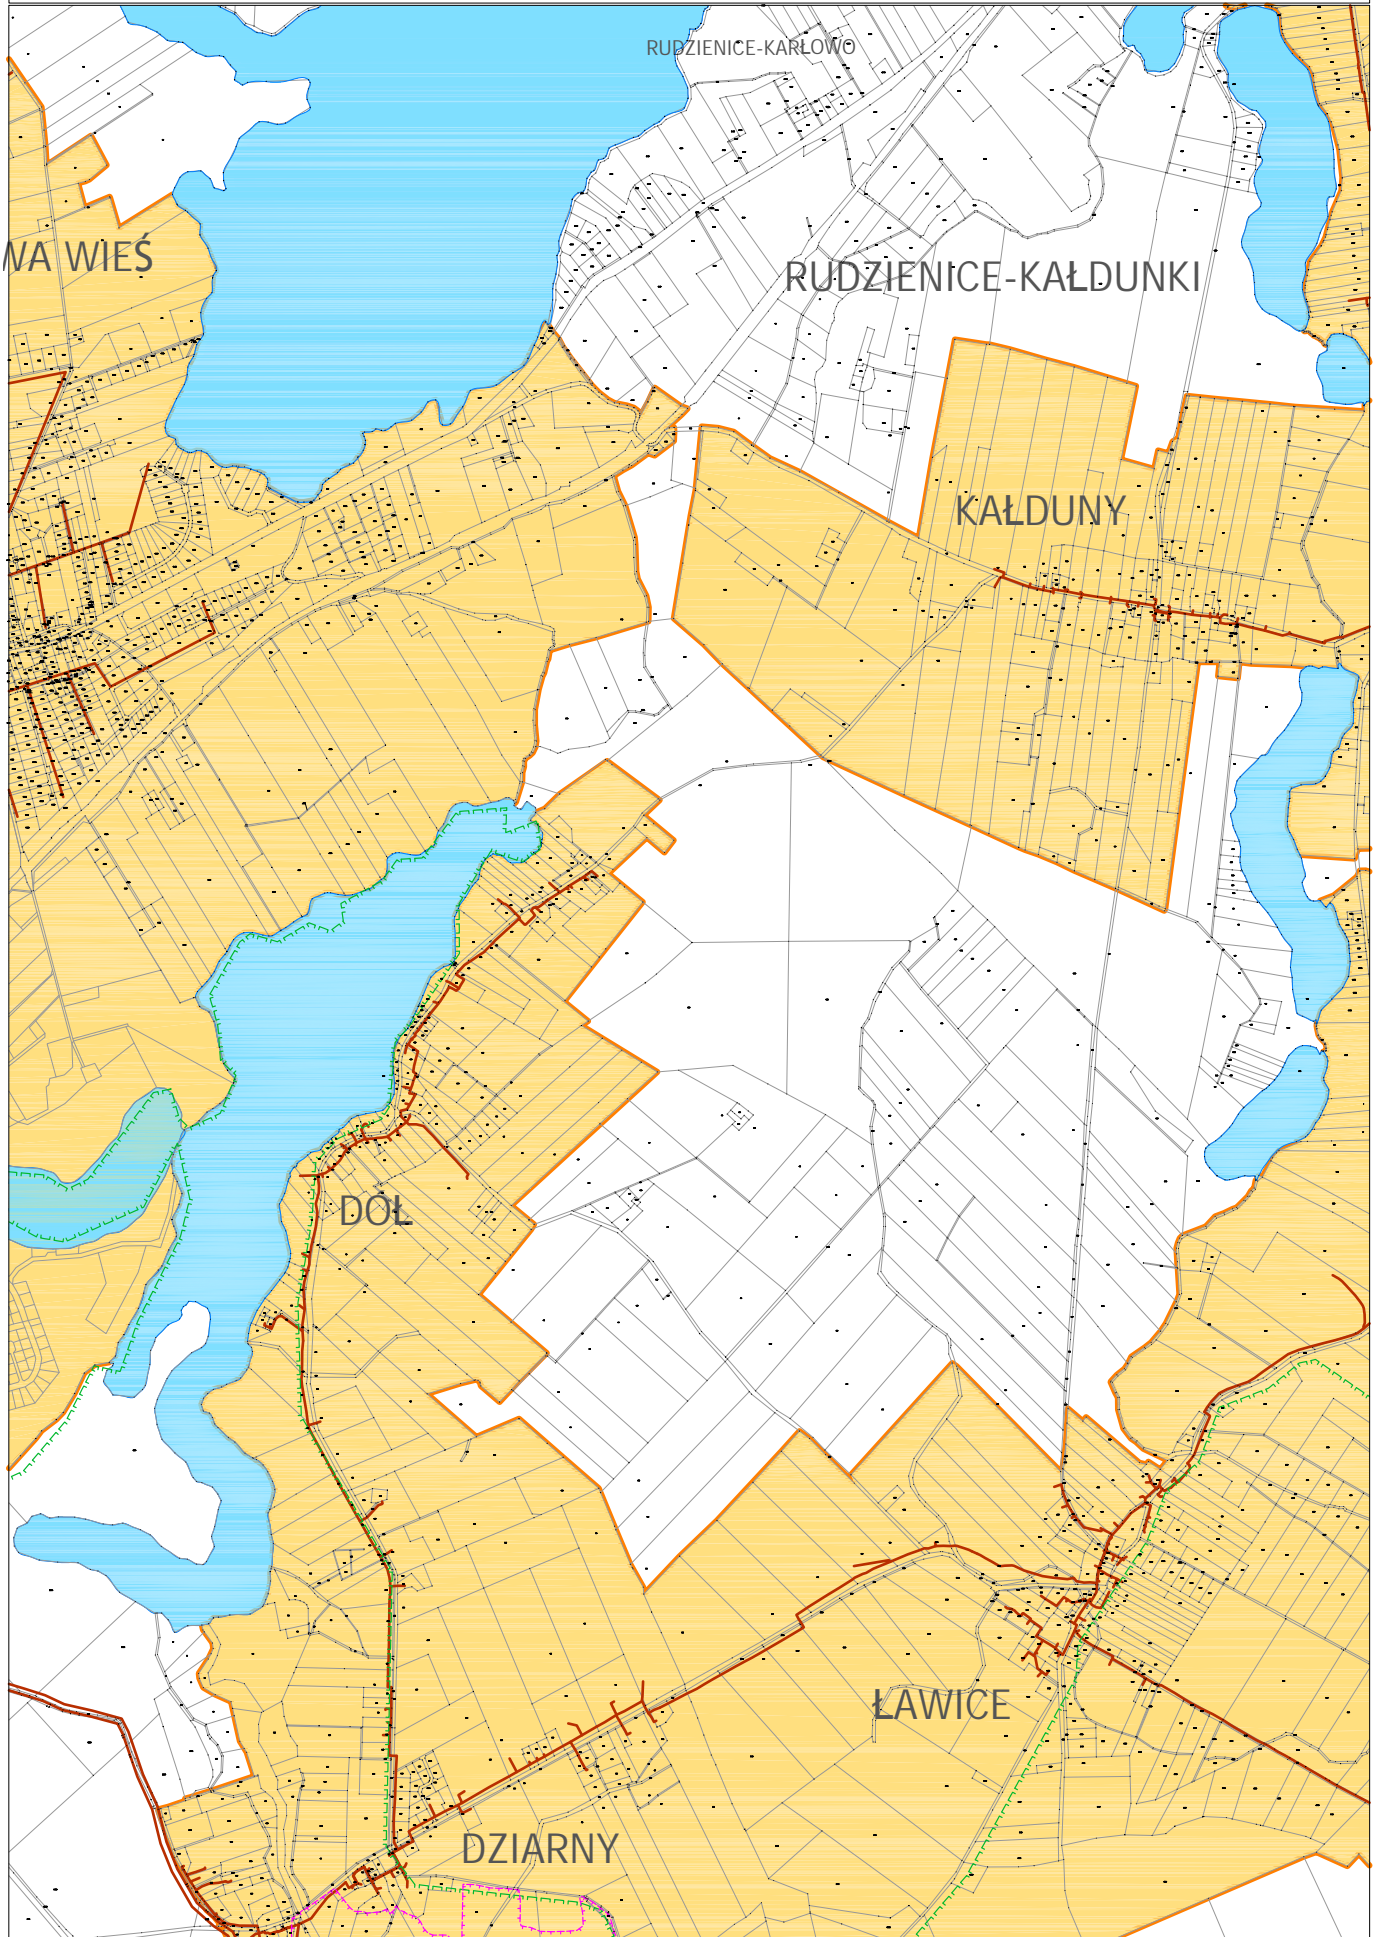 RUDZIENICE-KARŁOWO
WA WIEŚ
RUDZIENICE-KAŁDUNKI
KAŁDUNY
DÓŁ
ŁAWICE
DZIARNY